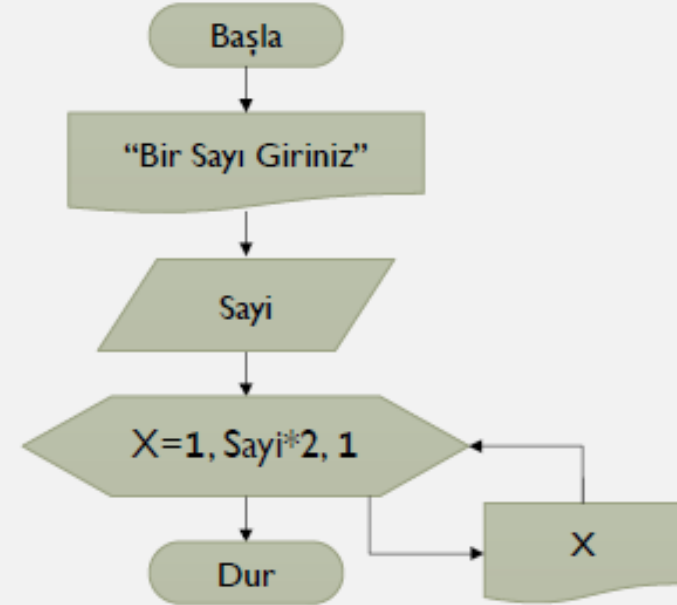 Başla
“Bir Sayı Giriniz”
Sayi
X=1, Sayi*2, 1
X
Dur